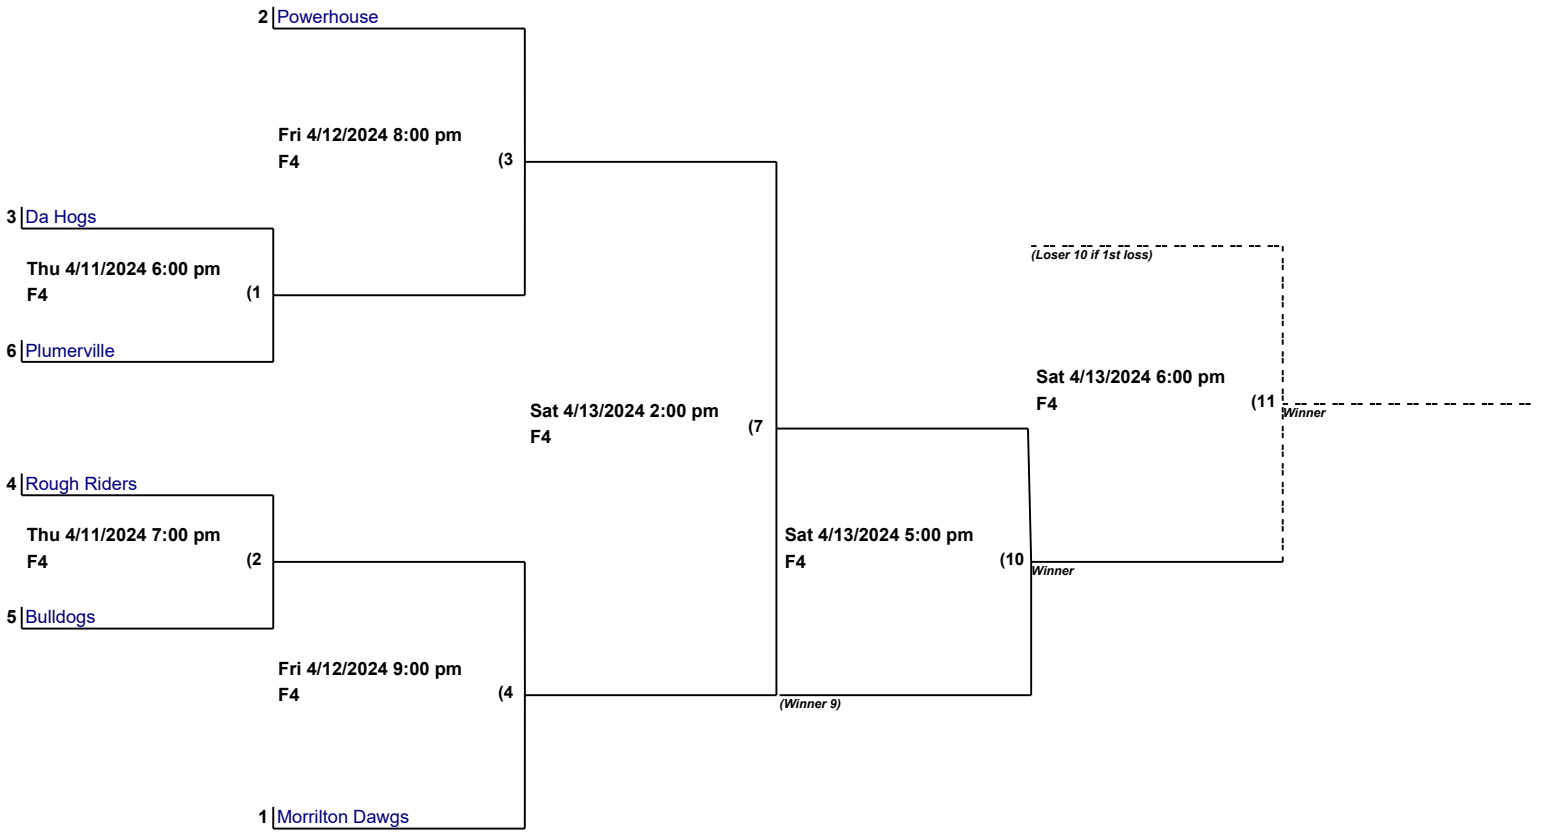 2 Powerhouse
Fri 4/12/2024 8:00 pm
F4 (3
3 Da Hogs
Thu 4/11/2024 6:00 pm
F4 (1
6 Plumerville
(Loser 10 if 1st loss)
Sat 4/13/2024 6:00 pm
F4 (11
Winner
Sat 4/13/2024 2:00 pm
F4 (7
4 Rough Riders
Thu 4/11/2024 7:00 pm
F4 (2
5 Bulldogs
Sat 4/13/2024 5:00 pm
F4 (10
Winner
Fri 4/12/2024 9:00 pm
F4 (4
(Winner 9)
1 Morrilton Dawgs